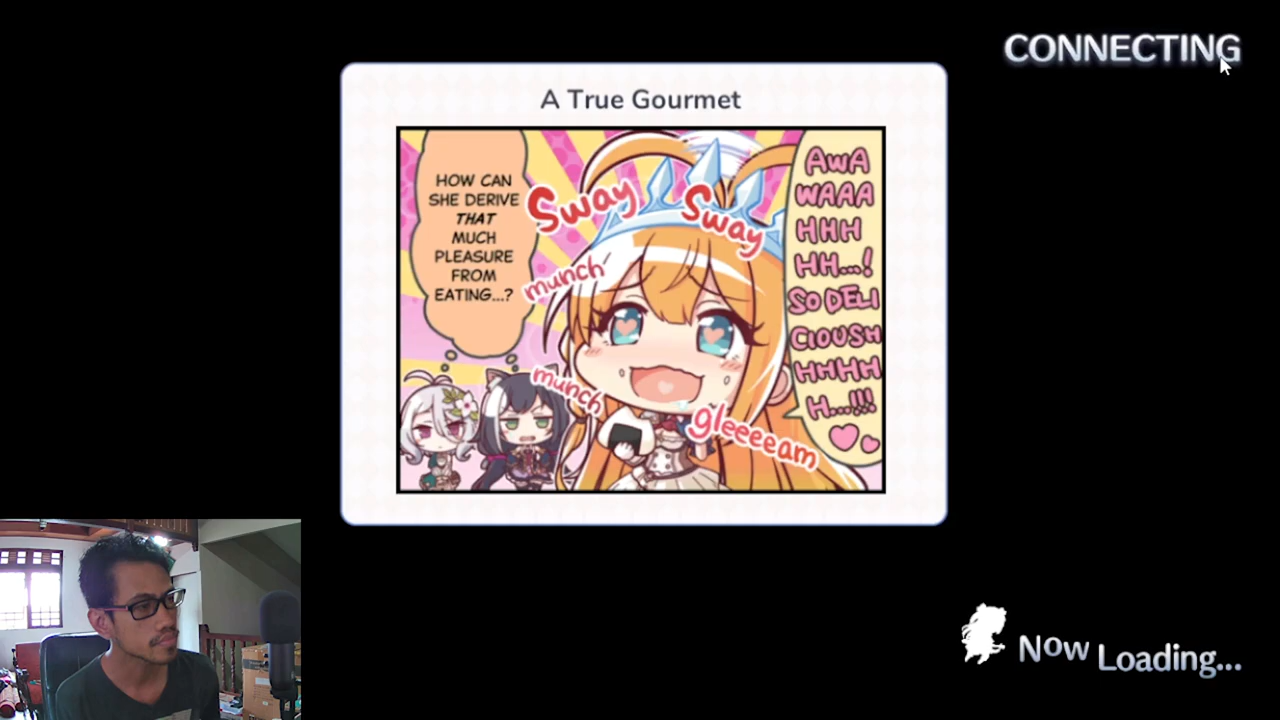 CONNECTING
A True Gourmet
HOW CAN
SHE DERIVE
THAT
MUCH
PLEASURE
FROM
EATING...?
Sway
Sway
munch
munch
gleeeeam
AWA
WAAA
HHH
HH...!
SO DELI
CIOUSH
HHHH
H...!!!
Now Loading...